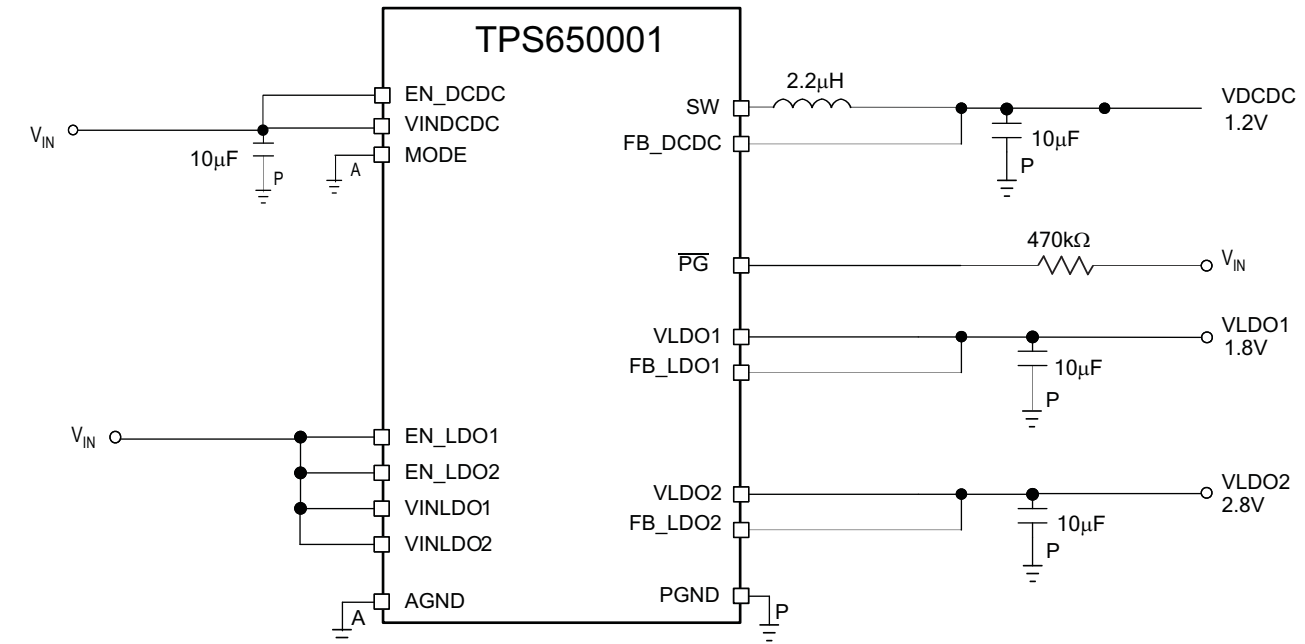 TPS650001
EN_DCDC
VINDCDC
MODE
V_IN
10μF
P
A
SW
FB_DCDC
2.2μH
10μF
P
VDCDC
1.2V
PG
470kΩ
V_IN
VLDO1
FB_LDO1
10μF
P
VLDO1
1.8V
V_IN
EN_LDO1
EN_LDO2
VINLDO1
VINLDO2
VLDO2
FB_LDO2
10μF
P
VLDO2
2.8V
AGND
A
PGND
P